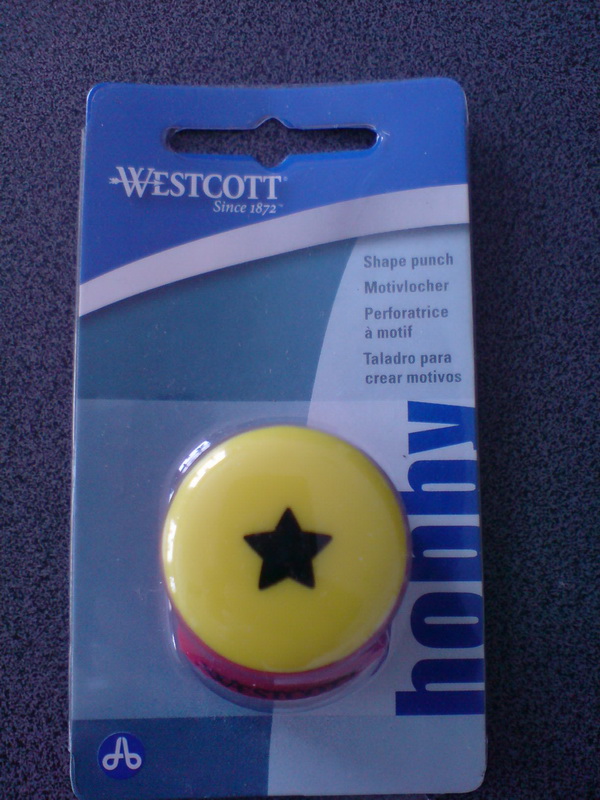 WESTCOTT
Since 1872™
Shape punch
Motivlocher
Perforatrice
à motif
Taladro para
crear motivos
hobby